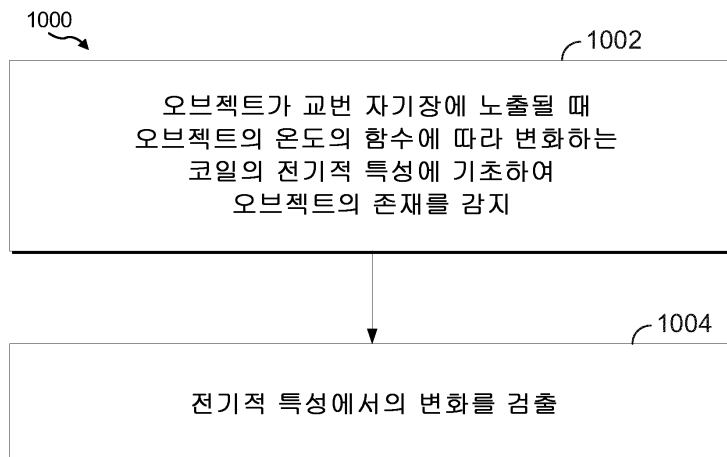 1000
1002
오브젝트가 교번 자기장에 노출될 때
오브젝트의 온도의 함수에 따라 변화하는
코일의 전기적 특성에 기초하여
오브젝트의 존재를 감지
1004
전기적 특성에서의 변화를 검출